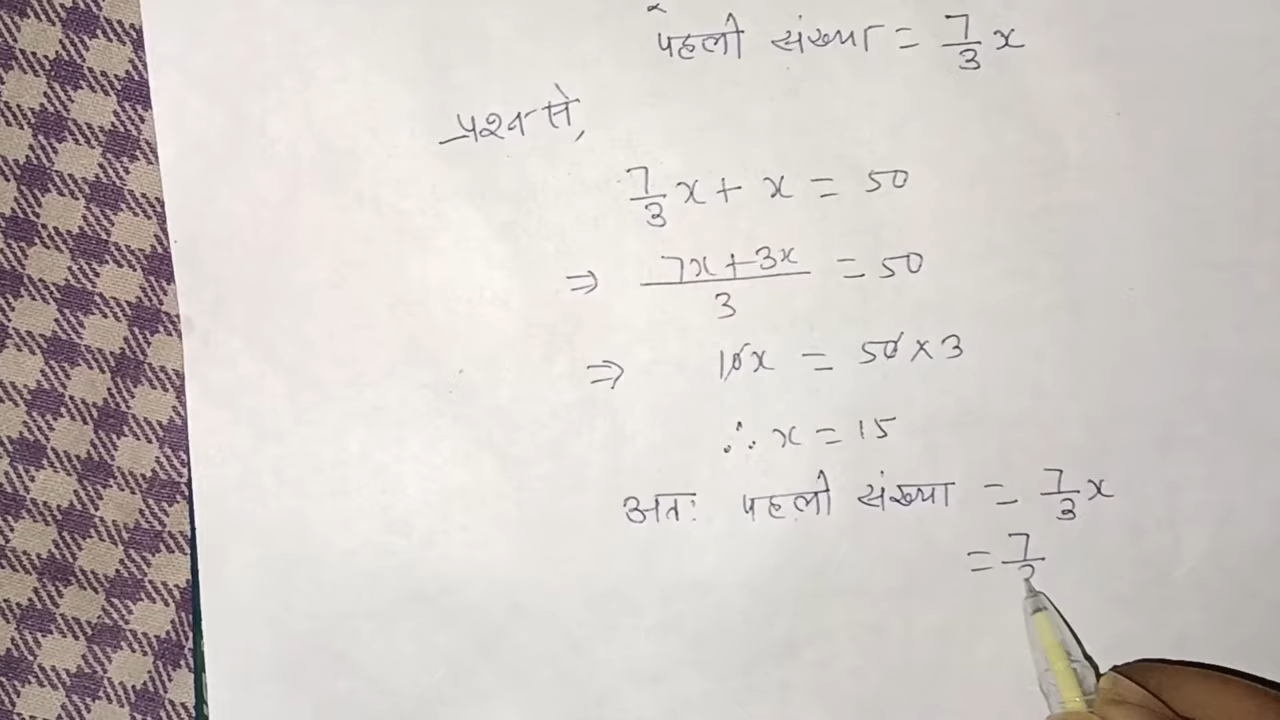 पहली संख्या = 7/3 x
प्रश्न से,
7/3 x + x = 50
⇒ (7x + 3x)/3 = 50
⇒ 10x = 50 × 3
∴ x = 15
अतः पहली संख्या = 7/3 x
= 7/3